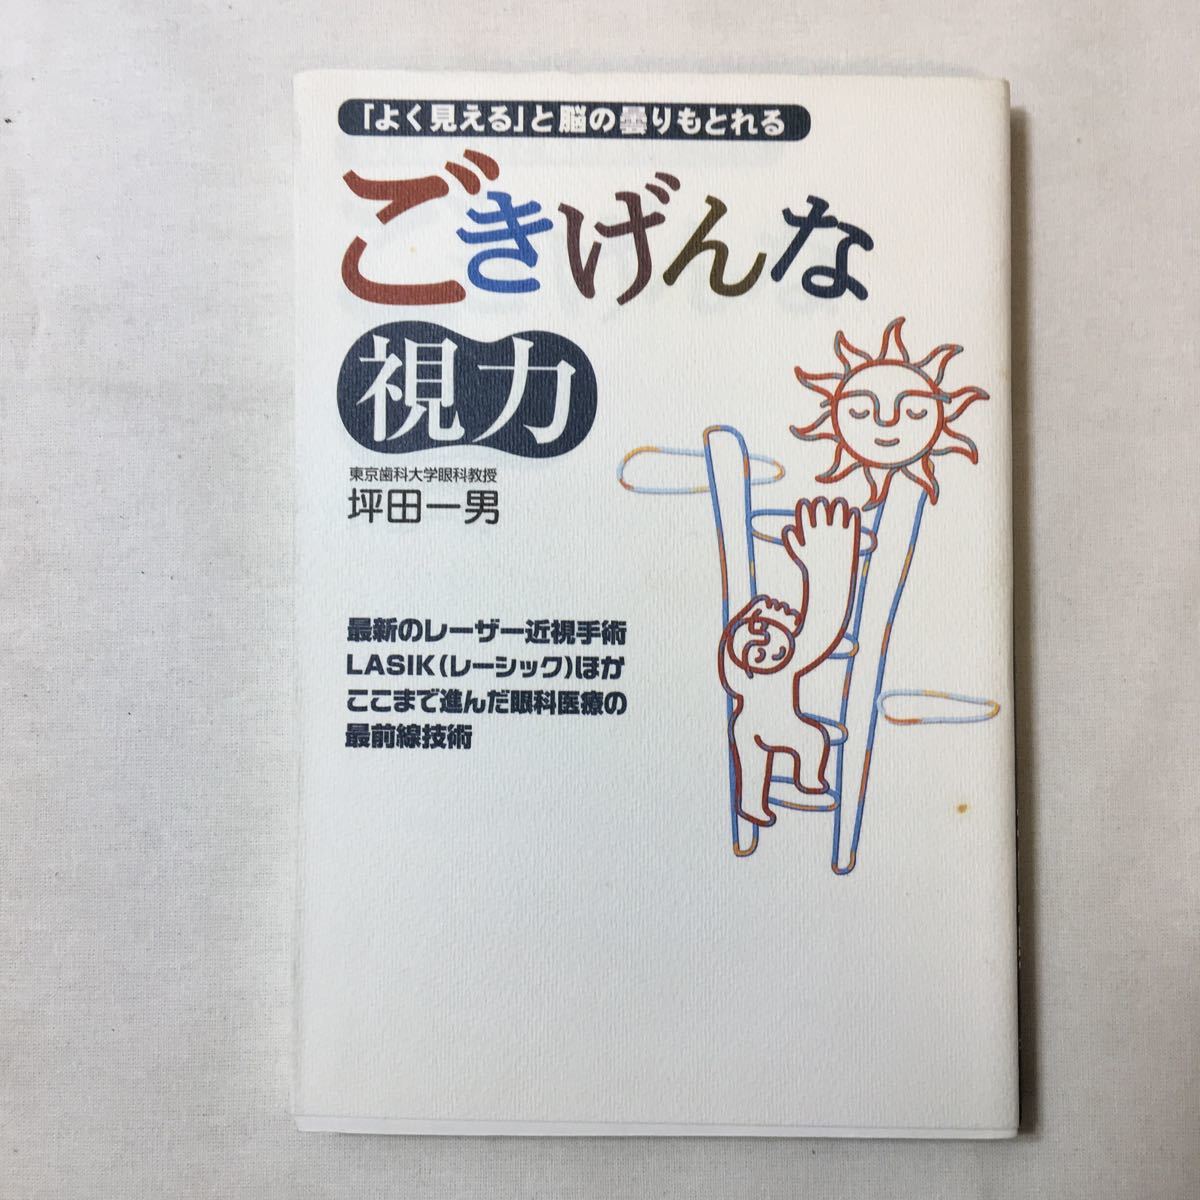 「よく見える」と脳の曇りもとれる
ごきげんな
視力
東京歯科大学眼科教授
坪田一男
最新のレーザー近視手術
LASIK(レーシック)ほか
ここまで進んだ眼科医療の
最前線技術